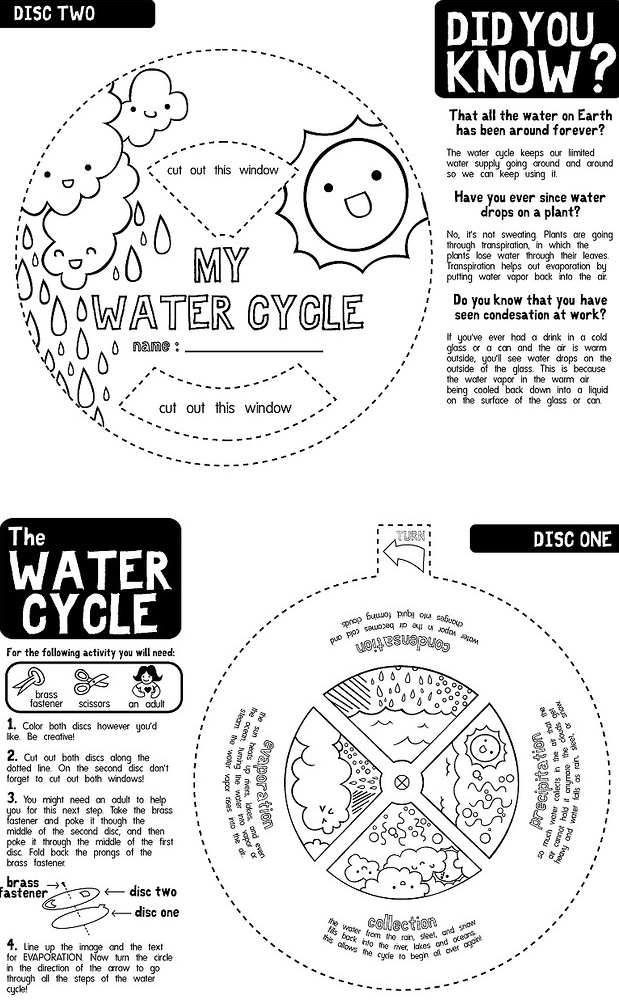 DISC TWO
cut out this window
MY
WATER CYCLE
name :
cut out this window
DID YOU
KNOW?
That all the water on Earth
has been around forever?
The water cycle keeps our liimited
water supply going around and around
so we can keep using it.
Have you ever since water
drops on a plant?
No, it's not sweating. Plants are going
through transpiration, in which the
plants lose water through their leaves.
Transpiration helps out evaporation by
putting water vapor back into the air.
Do you know that you have
seen condesation at work?
If you've ever had a drink in a cold
glass or a can and the air is warm
outside, you'll see water drops on the
outside of the glass. This is because
the water vapor in the warm air
being cooled back down into a liquid
on the surface of the glass or can.
The
WATER
CYCLE
For the following activity you will need:
brass
fastener
scissors
an adult
1. Color both discs however you'd
like. Be creative!
2. Cut out both discs along the
dotted line. On the second disc don't
forget to cut out both windows!
3. You might need an adult to help
you for this next step. Take the brass
fastener and poke it though the
middle of the second disc, and then
poke it through the middle of the first
disc. Fold back the prongs of the
brass fastener.
brass
fastener
disc two
disc one
4. Line up the image and the text
for EVAPORATION. Now turn the circle
in the direction of the arrow to go
through all the steps of the water
cycle!
DISC ONE
TURN
condensation
water vapor in the air becomes cold and
changes into liquid forming clouds
evaporation
the sun heats up rivers, lakes, and even
the ocean, turning the water into vapor or
steam. the water vapor rises into the air.
precipitation
so much water collects in the air that the
air cannot hold it anymore. the clouds get
heavy and water falls as rain, sleet, or snow
collection
the water from the rain, sleet, and snow
fills back into the river, lakes and oceans.
this allows the cycle to begin all over again!